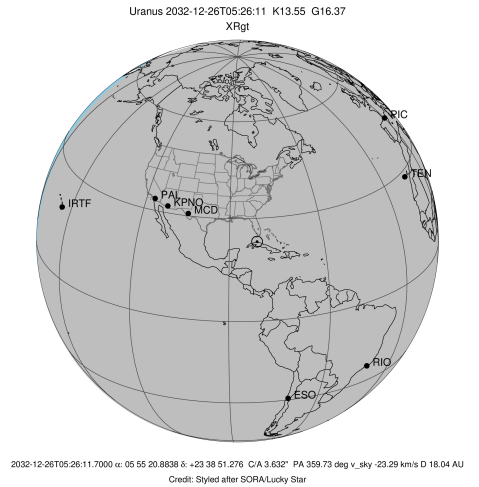 Uranus 2032-12-26T05:26:11 K13.55 G16.37
XRgt
PIC
TEN
IRTF
PAL
KPNO
MCD
RIO
ESO
2032-12-26T05:26:11.7000 α: 05 55 20.8838 δ: +23 38 51.276 C/A 3.632" PA 359.73 deg v_sky -23.29 km/s D 18.04 AU
Credit: Styled after SORA/Lucky Star